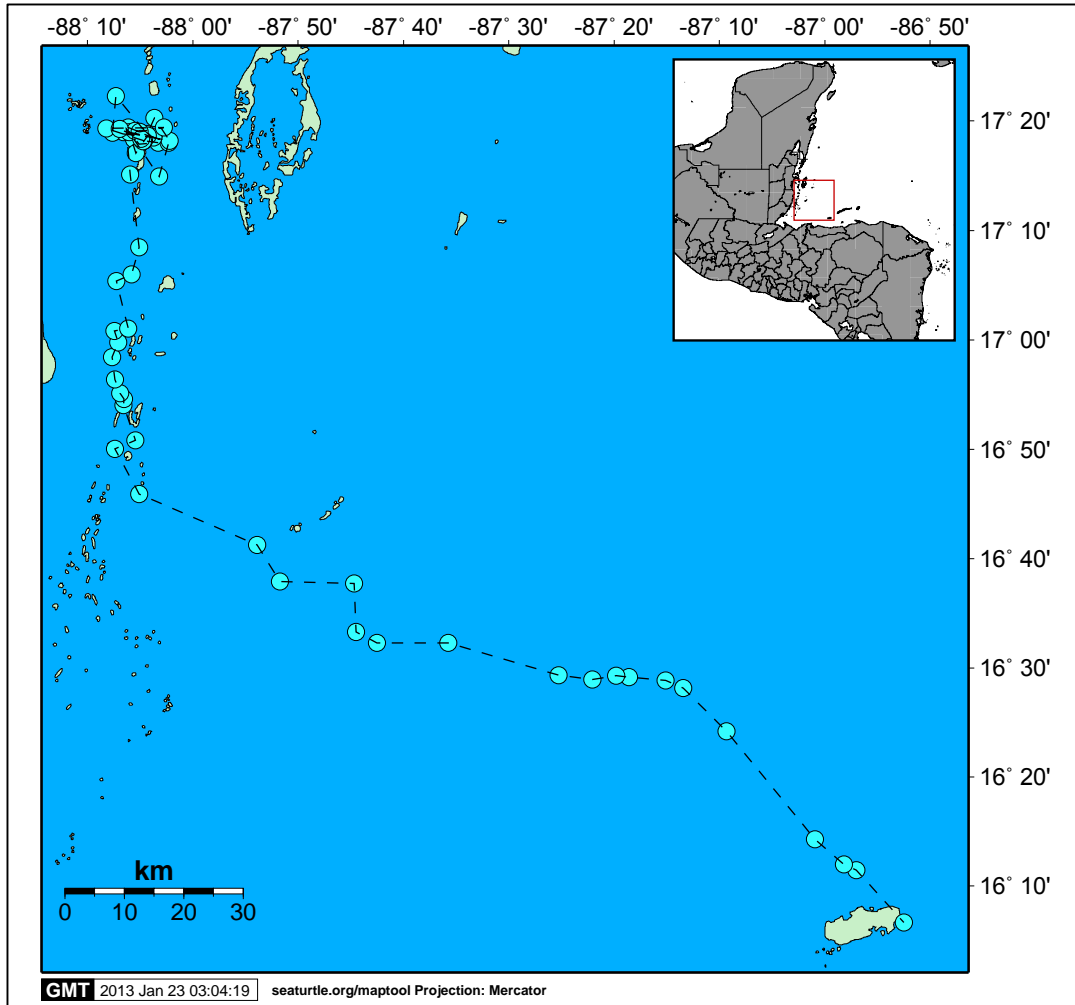 -88˚ 10' -88˚ 00' -87˚ 50' -87˚ 40' -87˚ 30' -87˚ 20' -87˚ 10' -87˚ 00' -86˚ 50'
17˚ 20'
17˚ 10'
17˚ 00'
16˚ 50'
16˚ 40'
16˚ 30'
16˚ 20'
16˚ 10'
km
0 10 20 30
GMT 2013 Jan 23 03:04:19 seaturtle.org/maptool Projection: Mercator